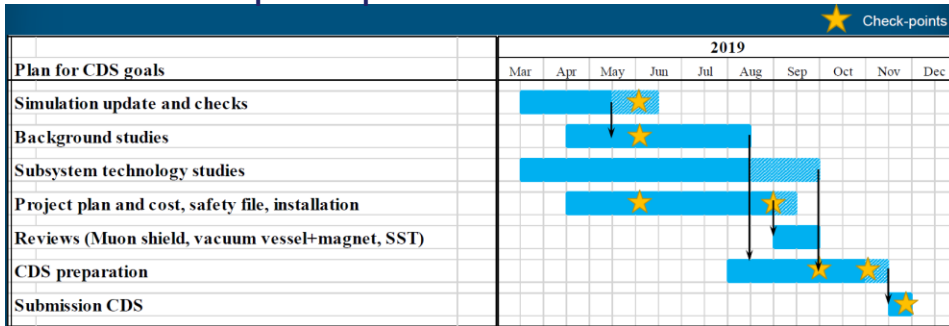 Check-points
2019
Plan for CDS goals Mar Apr May Jun Jul Aug Sep Oct Nov Dec
Simulation update and checks
Background studies
Subsystem technology studies
Project plan and cost, safety file, installation
Reviews (Muon shield, vacuum vessel+magnet, SST)
CDS preparation
Submission CDS